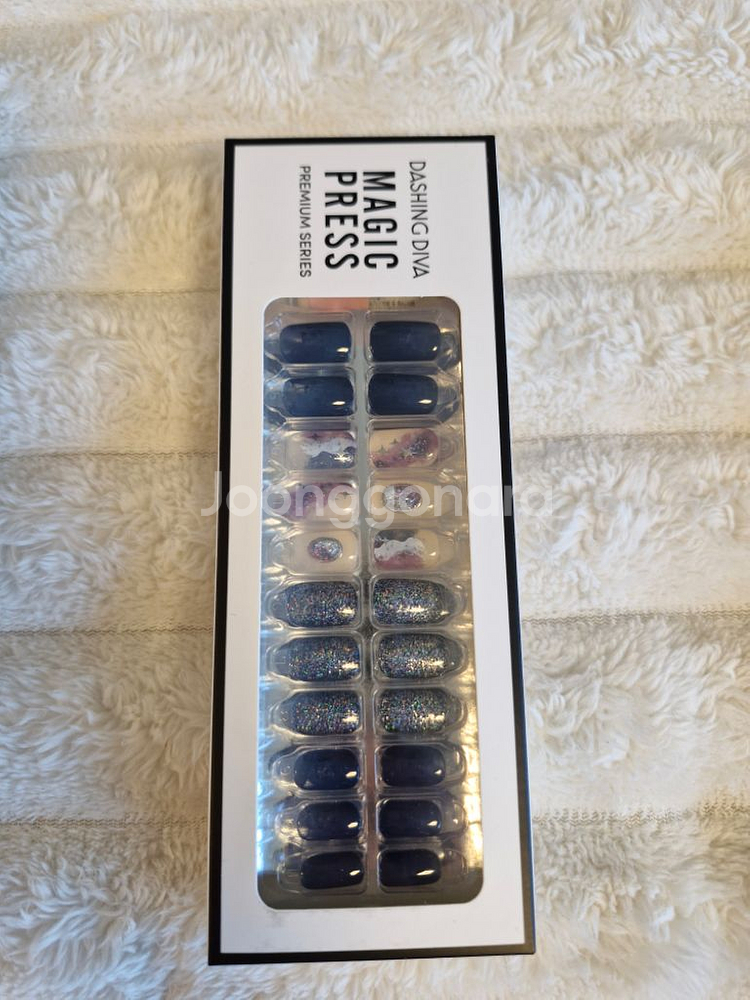 DASHING DIVA
MAGIC
PRESS
PREMIUM SERIES
Joonggonara